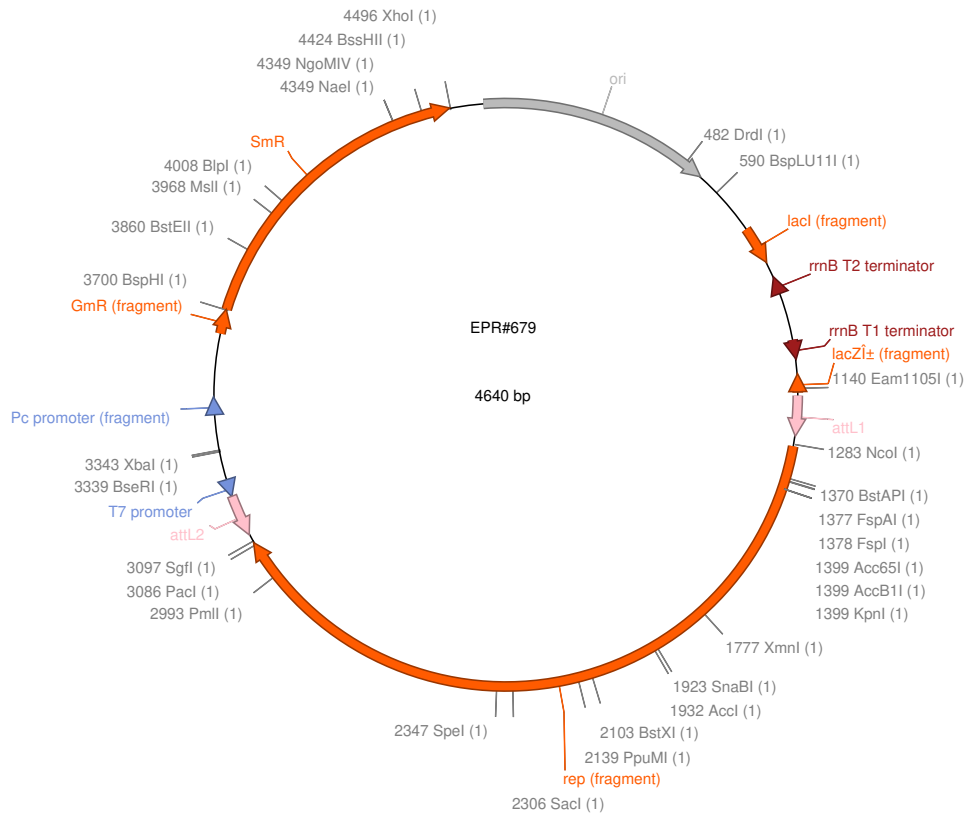 4496 XhoI (1)
4424 BssHII (1)
4349 NgoMIV (1)
4349 NaeI (1)
ori
SmR
482 DrdI (1)
590 BspLU11I (1)
4008 BlpI (1)
3968 MslI (1)
3860 BstEII (1)
lacI (fragment)
rrnB T2 terminator
3700 BspHI (1)
GmR (fragment)
EPR#679
rrnB T1 terminator
lacZÎ± (fragment)
1140 Eam1105I (1)
4640 bp
Pc promoter (fragment)
attL1
1283 NcoI (1)
3343 XbaI (1)
3339 BseRI (1)
T7 promoter
attL2
1370 BstAPI (1)
1377 FspAI (1)
1378 FspI (1)
1399 Acc65I (1)
1399 AccB1I (1)
1399 KpnI (1)
3097 SgfI (1)
3086 PacI (1)
2993 PmlI (1)
1777 XmnI (1)
1923 SnaBI (1)
1932 AccI (1)
2347 SpeI (1)
2103 BstXI (1)
2139 PpuMI (1)
rep (fragment)
2306 SacI (1)